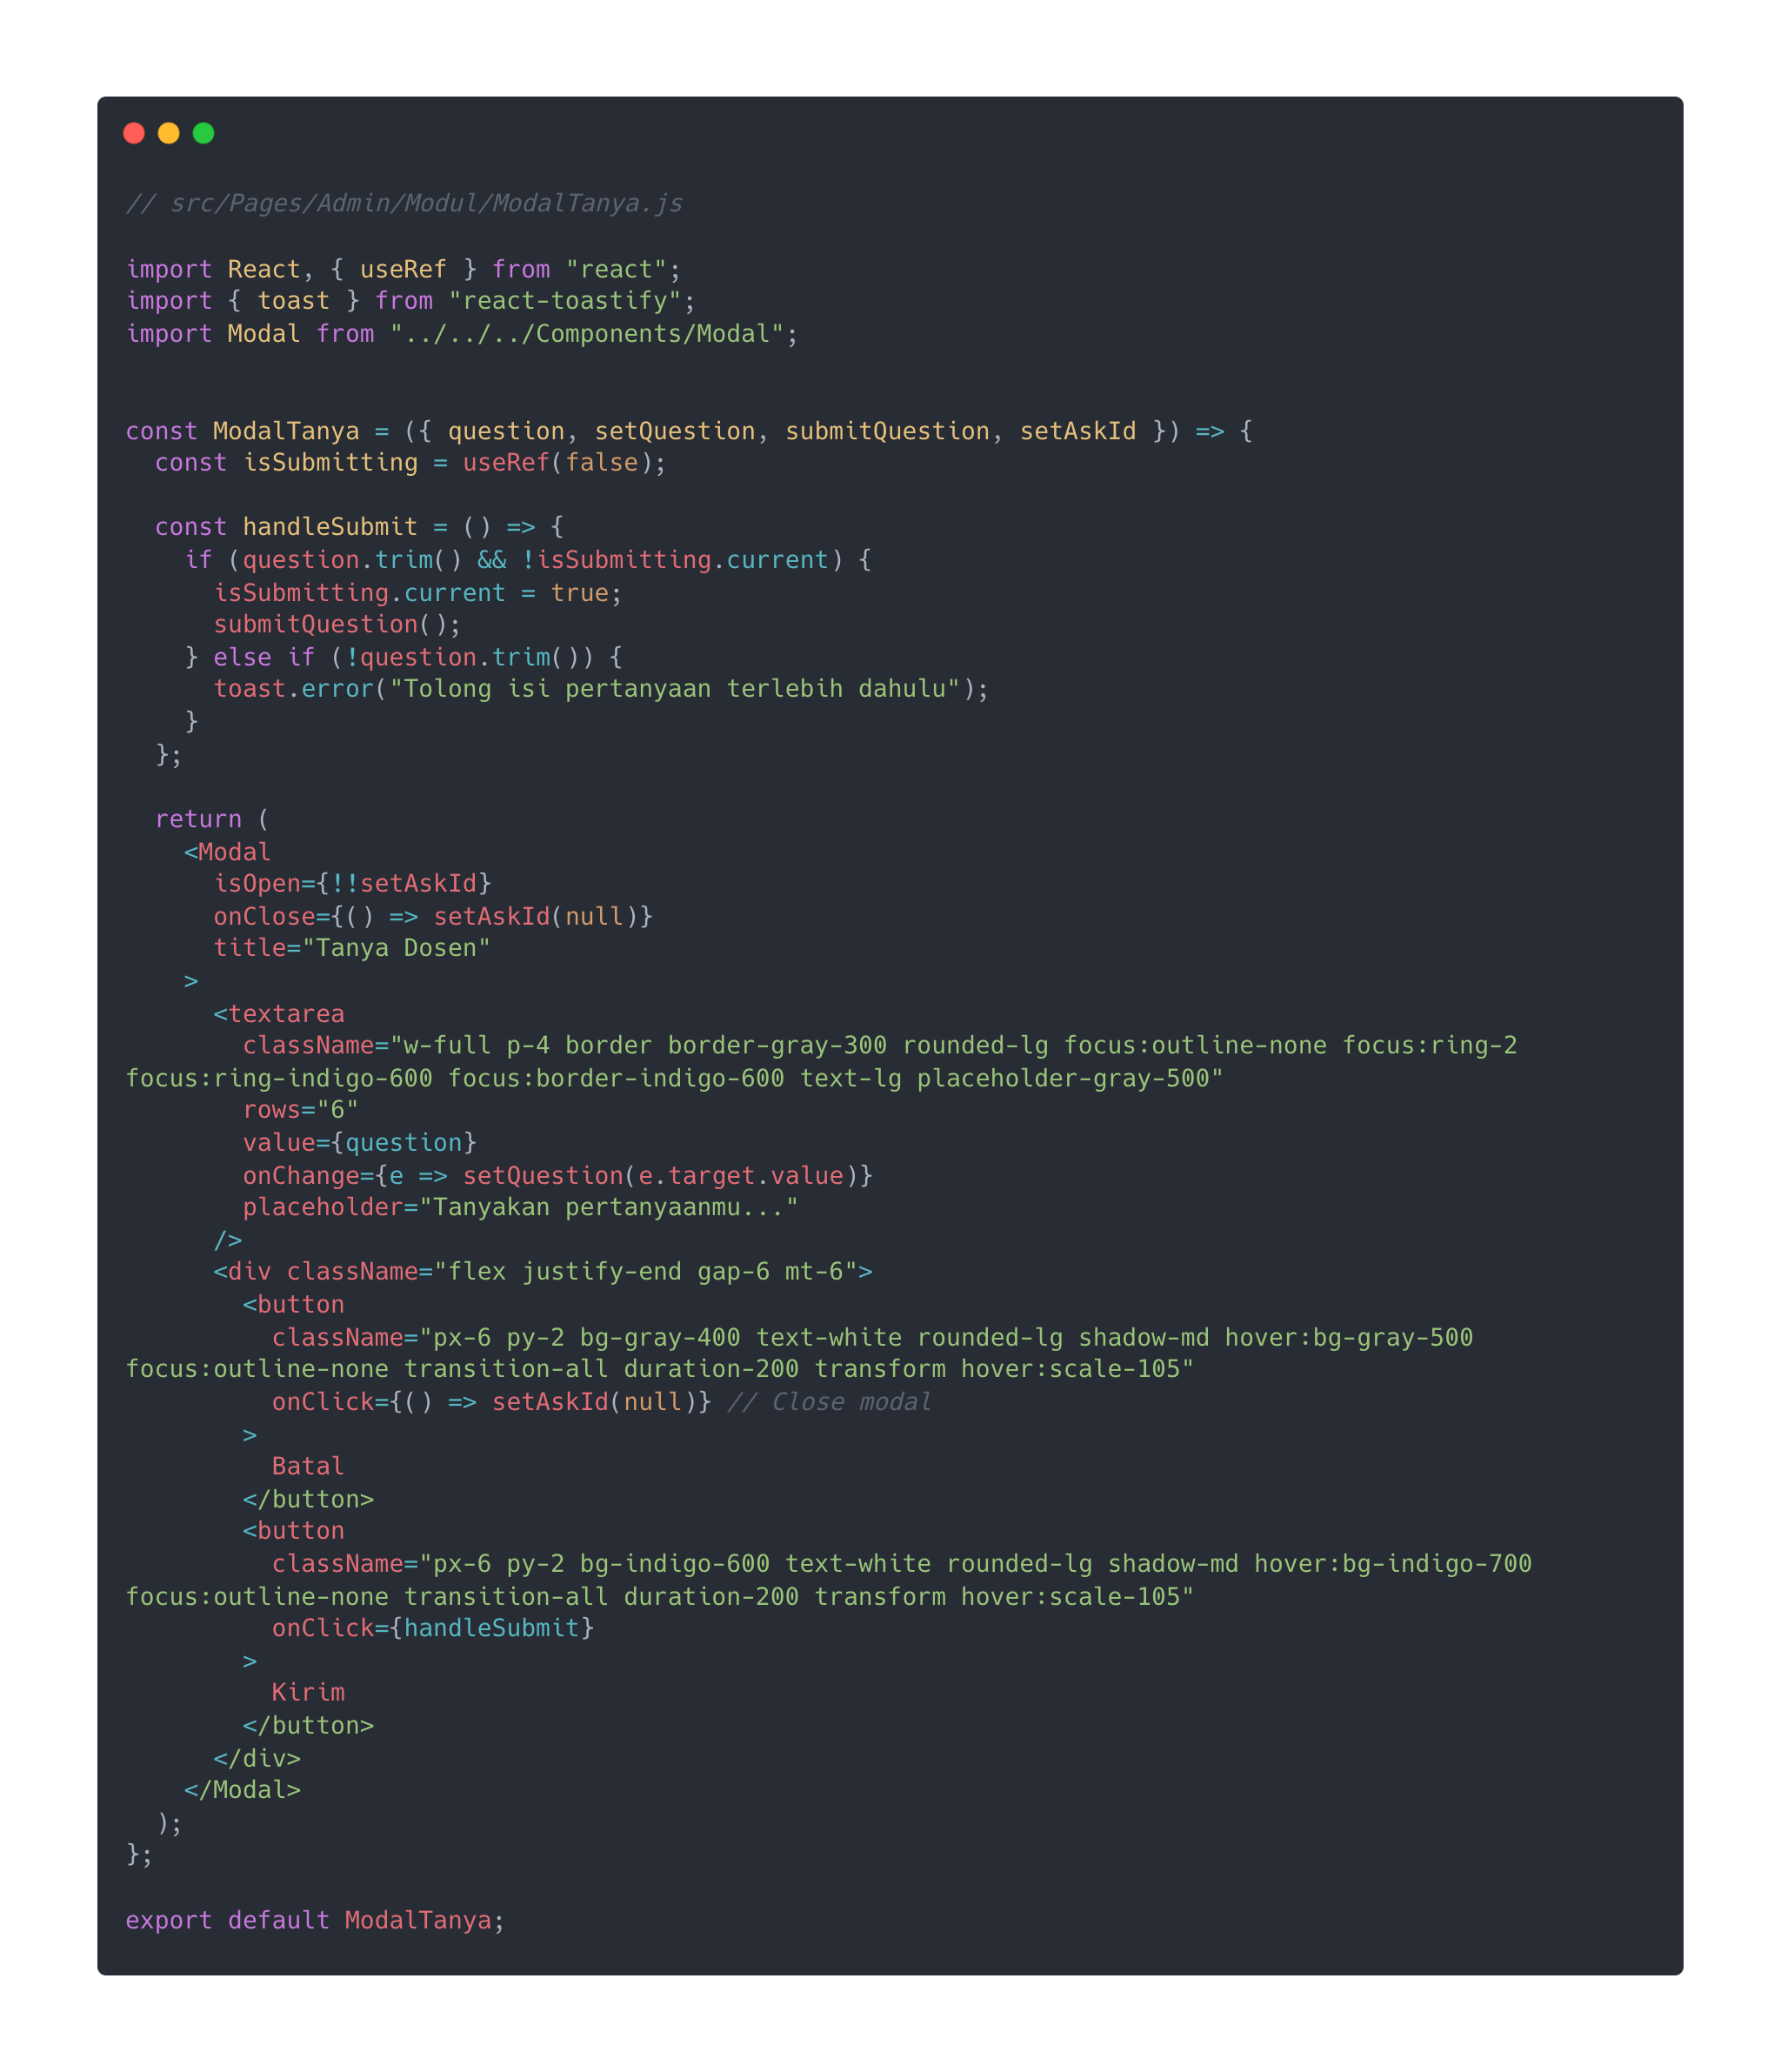 // src/Pages/Admin/Modul/ModalTanya.js

import React, { useRef } from "react";
import { toast } from "react-toastify";
import Modal from "../../../Components/Modal";


const ModalTanya = ({ question, setQuestion, submitQuestion, setAskId }) => {
  const isSubmitting = useRef(false);

  const handleSubmit = () => {
    if (question.trim() && !isSubmitting.current) {
      isSubmitting.current = true;
      submitQuestion();
    } else if (!question.trim()) {
      toast.error("Tolong isi pertanyaan terlebih dahulu");
    }
  };

  return (
    <Modal
      isOpen={!!setAskId}
      onClose={() => setAskId(null)}
      title="Tanya Dosen"
    >
      <textarea
        className="w-full p-4 border border-gray-300 rounded-lg focus:outline-none focus:ring-2
focus:ring-indigo-600 focus:border-indigo-600 text-lg placeholder-gray-500"
        rows="6"
        value={question}
        onChange={e => setQuestion(e.target.value)}
        placeholder="Tanyakan pertanyaanmu..."
      />
      <div className="flex justify-end gap-6 mt-6">
        <button
          className="px-6 py-2 bg-gray-400 text-white rounded-lg shadow-md hover:bg-gray-500
focus:outline-none transition-all duration-200 transform hover:scale-105"
          onClick={() => setAskId(null)} // Close modal
        >
          Batal
        </button>
        <button
          className="px-6 py-2 bg-indigo-600 text-white rounded-lg shadow-md hover:bg-indigo-700
focus:outline-none transition-all duration-200 transform hover:scale-105"
          onClick={handleSubmit}
        >
          Kirim
        </button>
      </div>
    </Modal>
  );
};

export default ModalTanya;